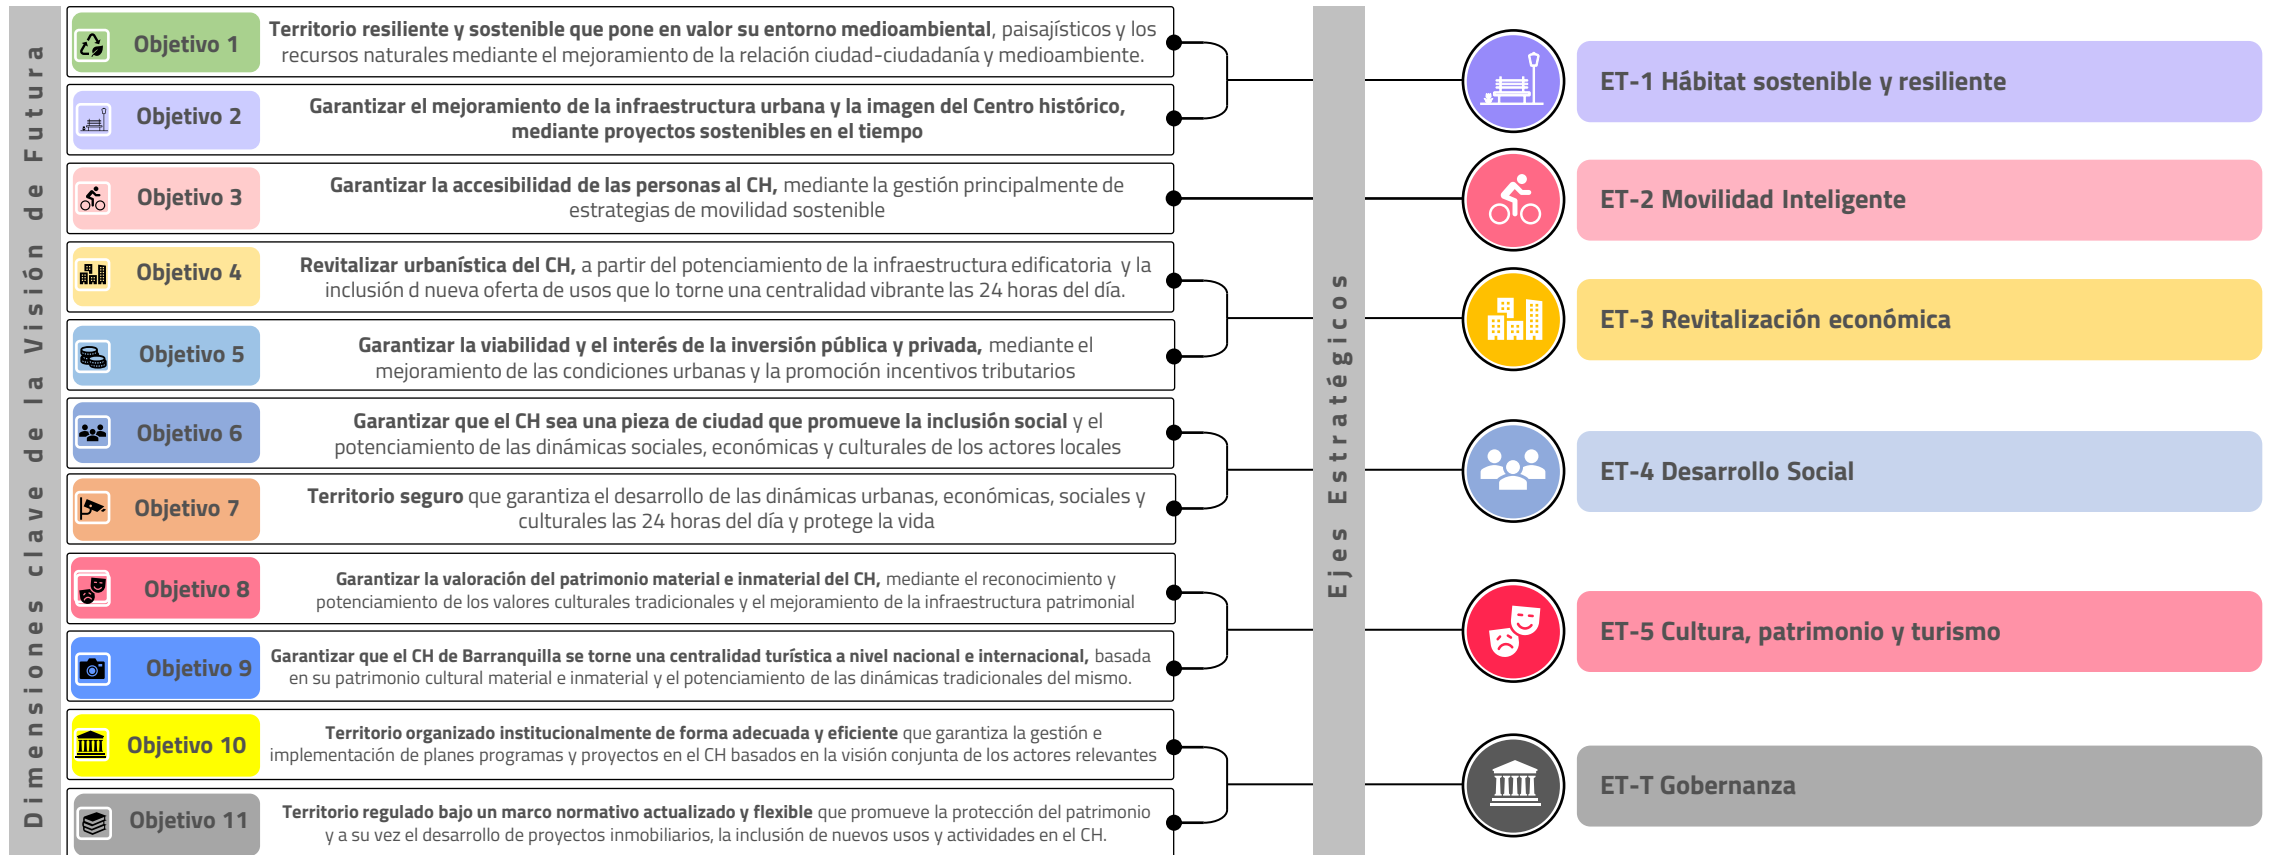 Dimensiones clave de la Visión de Futura
Objetivo 1
Territorio resiliente y sostenible que pone en valor su entorno medioambiental, paisajísticos y los
recursos naturales mediante el mejoramiento de la relación ciudad-ciudadanía y medioambiente.
Objetivo 2
Garantizar el mejoramiento de la infraestructura urbana y la imagen del Centro histórico,
mediante proyectos sostenibles en el tiempo
Objetivo 3
Garantizar la accesibilidad de las personas al CH, mediante la gestión principalmente de
estrategias de movilidad sostenible
Objetivo 4
Revitalizar urbanística del CH, a partir del potenciamiento de la infraestructura edificatoria y la
inclusión d nueva oferta de usos que lo torne una centralidad vibrante las 24 horas del día.
Objetivo 5
Garantizar la viabilidad y el interés de la inversión pública y privada, mediante el
mejoramiento de las condiciones urbanas y la promoción incentivos tributarios
Objetivo 6
Garantizar que el CH sea una pieza de ciudad que promueve la inclusión social y el
potenciamiento de las dinámicas sociales, económicas y culturales de los actores locales
Objetivo 7
Territorio seguro que garantiza el desarrollo de las dinámicas urbanas, económicas, sociales y
culturales las 24 horas del día y protege la vida
Objetivo 8
Garantizar la valoración del patrimonio material e inmaterial del CH, mediante el reconocimiento y
potenciamiento de los valores culturales tradicionales y el mejoramiento de la infraestructura patrimonial
Objetivo 9
Garantizar que el CH de Barranquilla se torne una centralidad turística a nivel nacional e internacional, basada
en su patrimonio cultural material e inmaterial y el potenciamiento de las dinámicas tradicionales del mismo.
Objetivo 10
Territorio organizado institucionalmente de forma adecuada y eficiente que garantiza la gestión e
implementación de planes programas y proyectos en el CH basados en la visión conjunta de los actores relevantes
Objetivo 11
Territorio regulado bajo un marco normativo actualizado y flexible que promueve la protección del patrimonio
y a su vez el desarrollo de proyectos inmobiliarios, la inclusión de nuevos usos y actividades en el CH.
Ejes Estratégicos
ET-1 Hábitat sostenible y resiliente
ET-2 Movilidad Inteligente
ET-3 Revitalización económica
ET-4 Desarrollo Social
ET-5 Cultura, patrimonio y turismo
ET-T Gobernanza